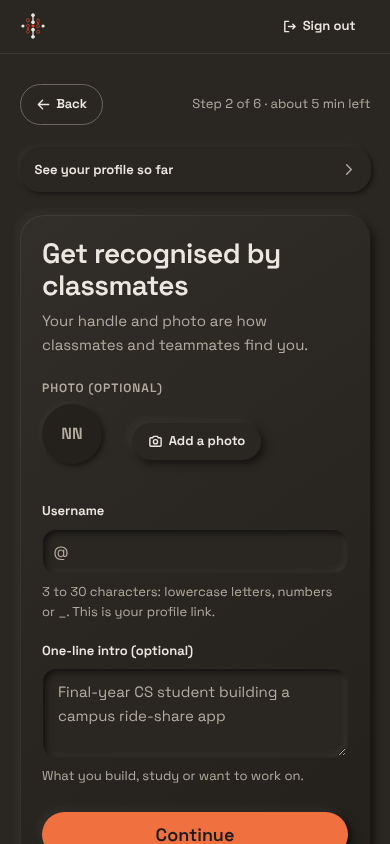 Sign out
Back
Step 2 of 6 · about 5 min left
See your profile so far
Get recognised by
classmates
Your handle and photo are how
classmates and teammates find you.
PHOTO (OPTIONAL)
NN
Add a photo
Username
@
3 to 30 characters: lowercase letters, numbers
or _. This is your profile link.
One-line intro (optional)
Final-year CS student building a
campus ride-share app
What you build, study or want to work on.
Continue